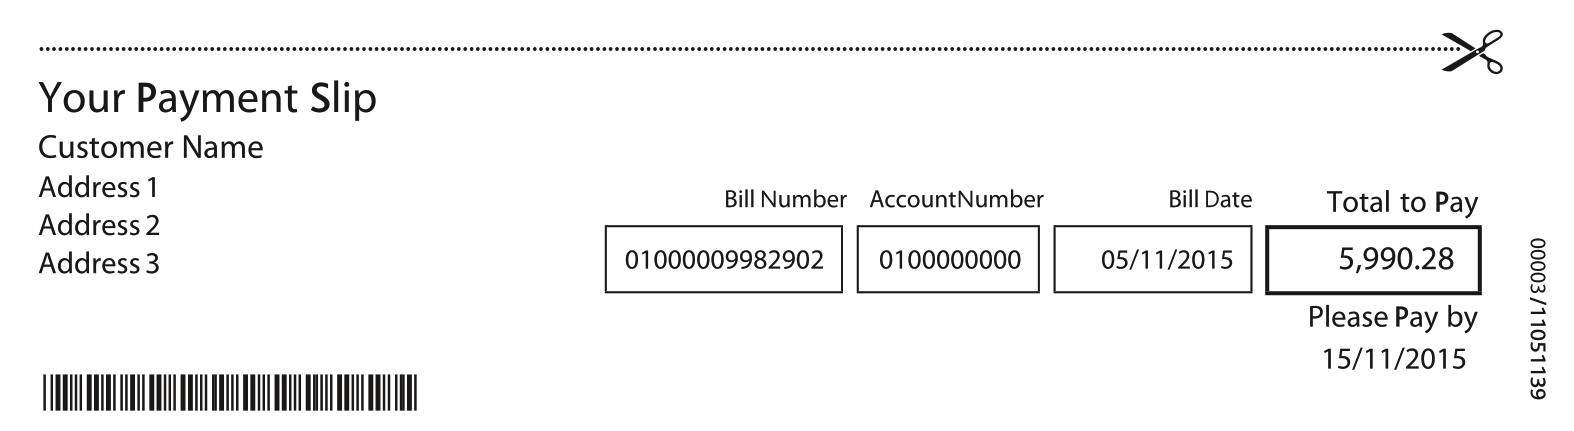 Your Payment Slip
Customer Name
Address 1
Address 2
Address 3
Bill Number AccountNumber Bill Date Total to Pay
01000009982902 0100000000 05/11/2015 5,990.28
Please Pay by
15/11/2015
00003/11051139